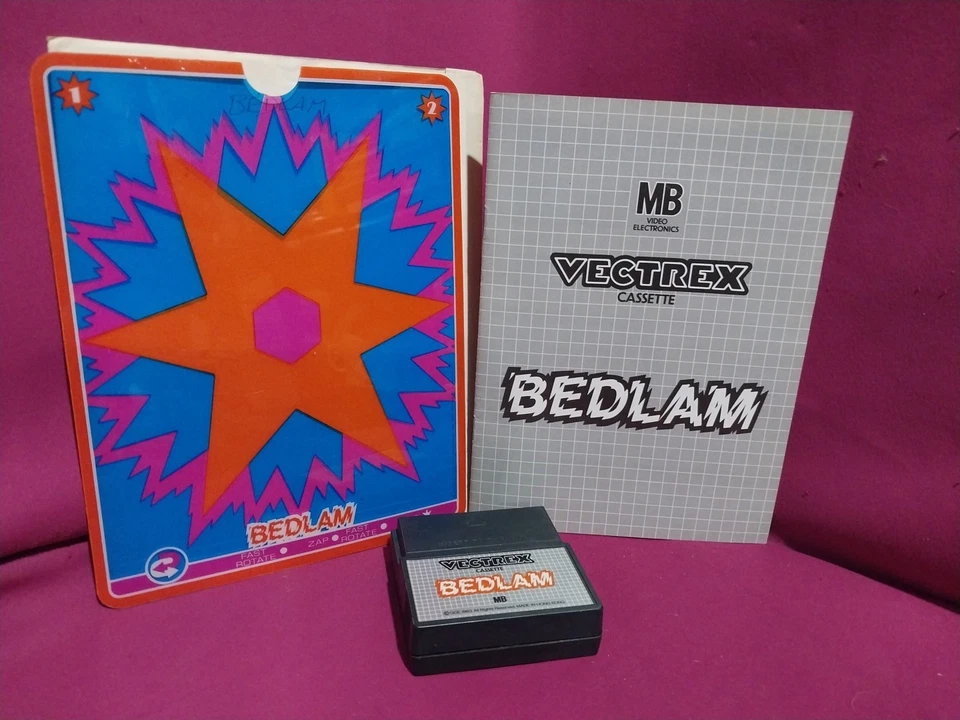 1
2
BEDLAM
BEDLAM
FAST
ROTATE
ZAP
FAST
ROTATE
MB
VIDEO
ELECTRONICS
VECTREX
CASSETTE
BEDLAM
VECTREX
CASSETTE
BEDLAM
MB